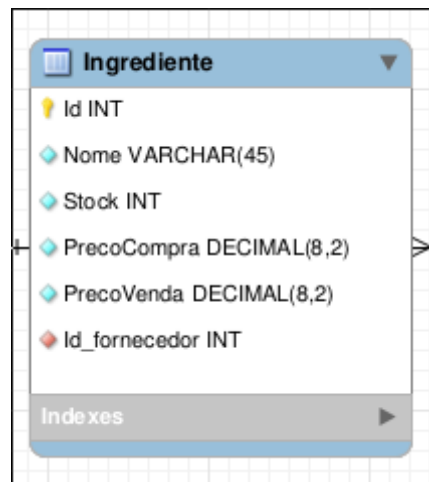 Ingrediente
Id INT
Nome VARCHAR(45)
Stock INT
PrecoCompra DECIMAL(8,2)
PrecoVenda DECIMAL(8,2)
Id_fornecedor INT
Indexes